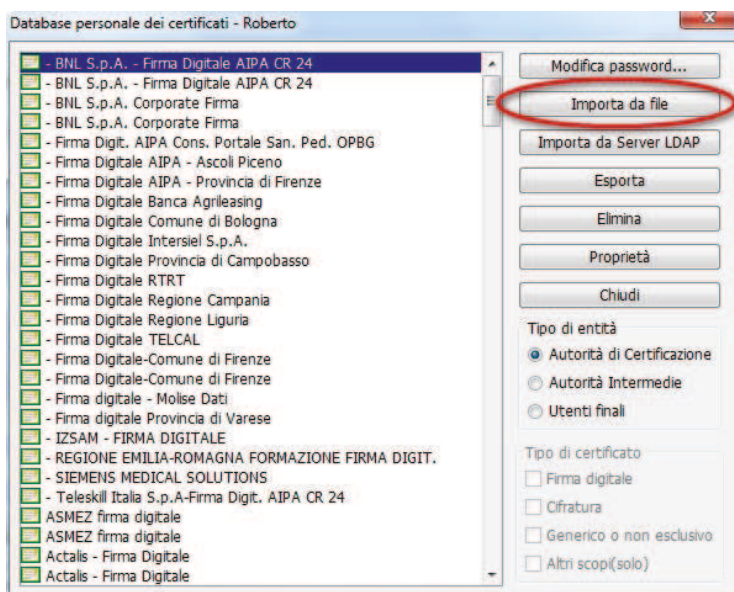 Database personale dei certificati - Roberto
- BNL S.p.A. - Firma Digitale AIPA CR 24
- BNL S.p.A. - Firma Digitale AIPA CR 24
- BNL S.p.A. Corporate Firma
- BNL S.p.A. Corporate Firma
- Firma Digit. AIPA Cons. Portale San. Ped. OPBG
- Firma Digitale AIPA - Ascoli Piceno
- Firma Digitale AIPA - Provincia di Firenze
- Firma Digitale Banca Agrileasing
- Firma Digitale Comune di Bologna
- Firma Digitale Intersiel S.p.A.
- Firma Digitale Provincia di Campobasso
- Firma Digitale RTRT
- Firma Digitale Regione Campania
- Firma Digitale Regione Liguria
- Firma Digitale TELCAL
- Firma Digitale-Comune di Firenze
- Firma Digitale-Comune di Firenze
- Firma digitale - Molise Dati
- Firma digitale Provincia di Varese
- IZSAM - FIRMA DIGITALE
- REGIONE EMILIA-ROMAGNA FORMAZIONE FIRMA DIGIT.
- SIEMENS MEDICAL SOLUTIONS
- Teleskill Italia S.p.A-Firma Digit. AIPA CR 24
ASMEZ firma digitale
ASMEZ firma digitale
Actalis - Firma Digitale
Actalis - Firma Digitale
Modifica password...
Importa da file
Importa da Server LDAP
Esporta
Elimina
Proprietà
Chiudi
Tipo di entità
Autorità di Certificazione
Autorità Intermedie
Utenti finali
Tipo di certificato
Firma digitale
Cifratura
Generico o non esclusivo
Altri scopi(solo)